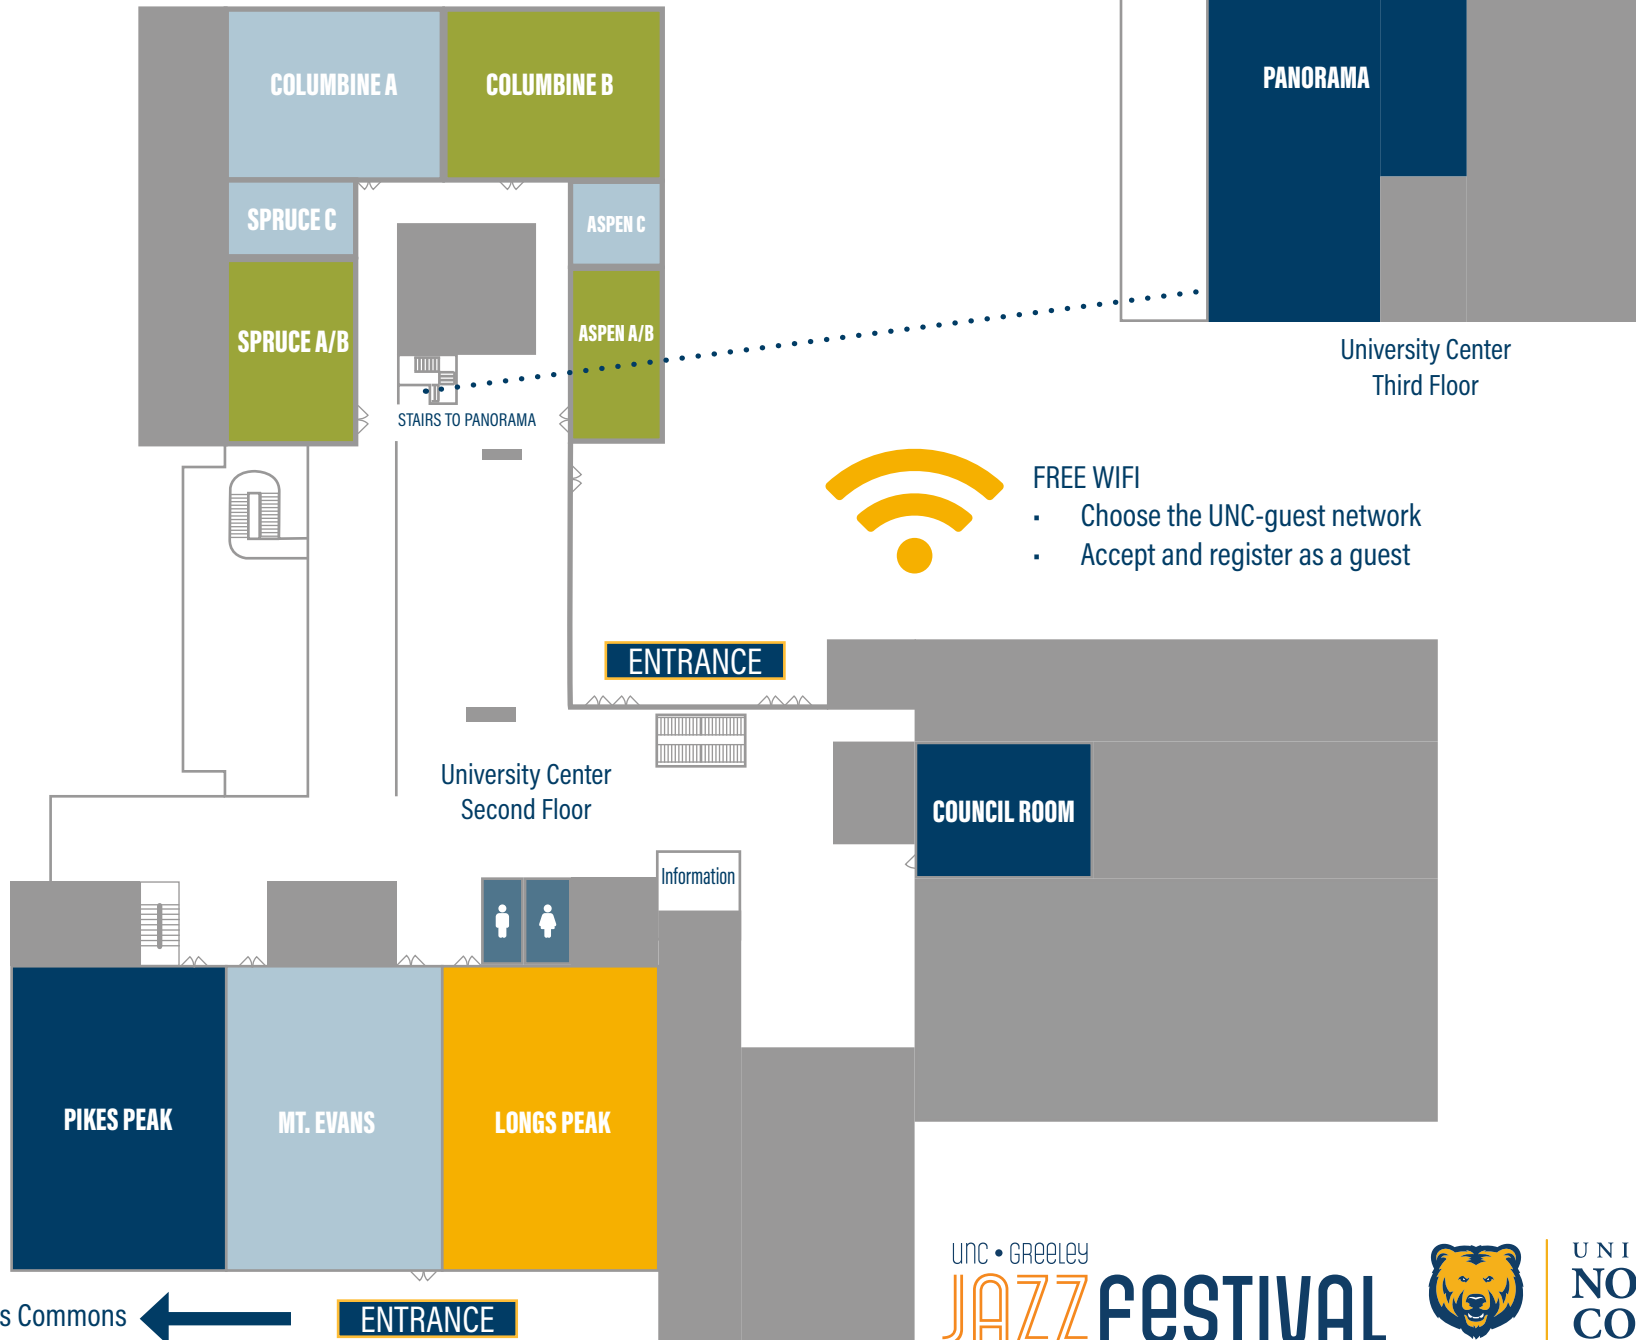 COLUMBINE A
COLUMBINE B
PANORAMA
SPRUCE C
ASPEN C
SPRUCE A/B
ASPEN A/B
STAIRS TO PANORAMA
University Center
Third Floor
FREE WIFI
· Choose the UNC-guest network
· Accept and register as a guest
ENTRANCE
University Center
Second Floor
COUNCIL ROOM
Information
PIKES PEAK
MT. EVANS
LONGS PEAK
s Commons
ENTRANCE
UNC • GREELEY
JAZZ FESTIVAL
UNI
NO
CO